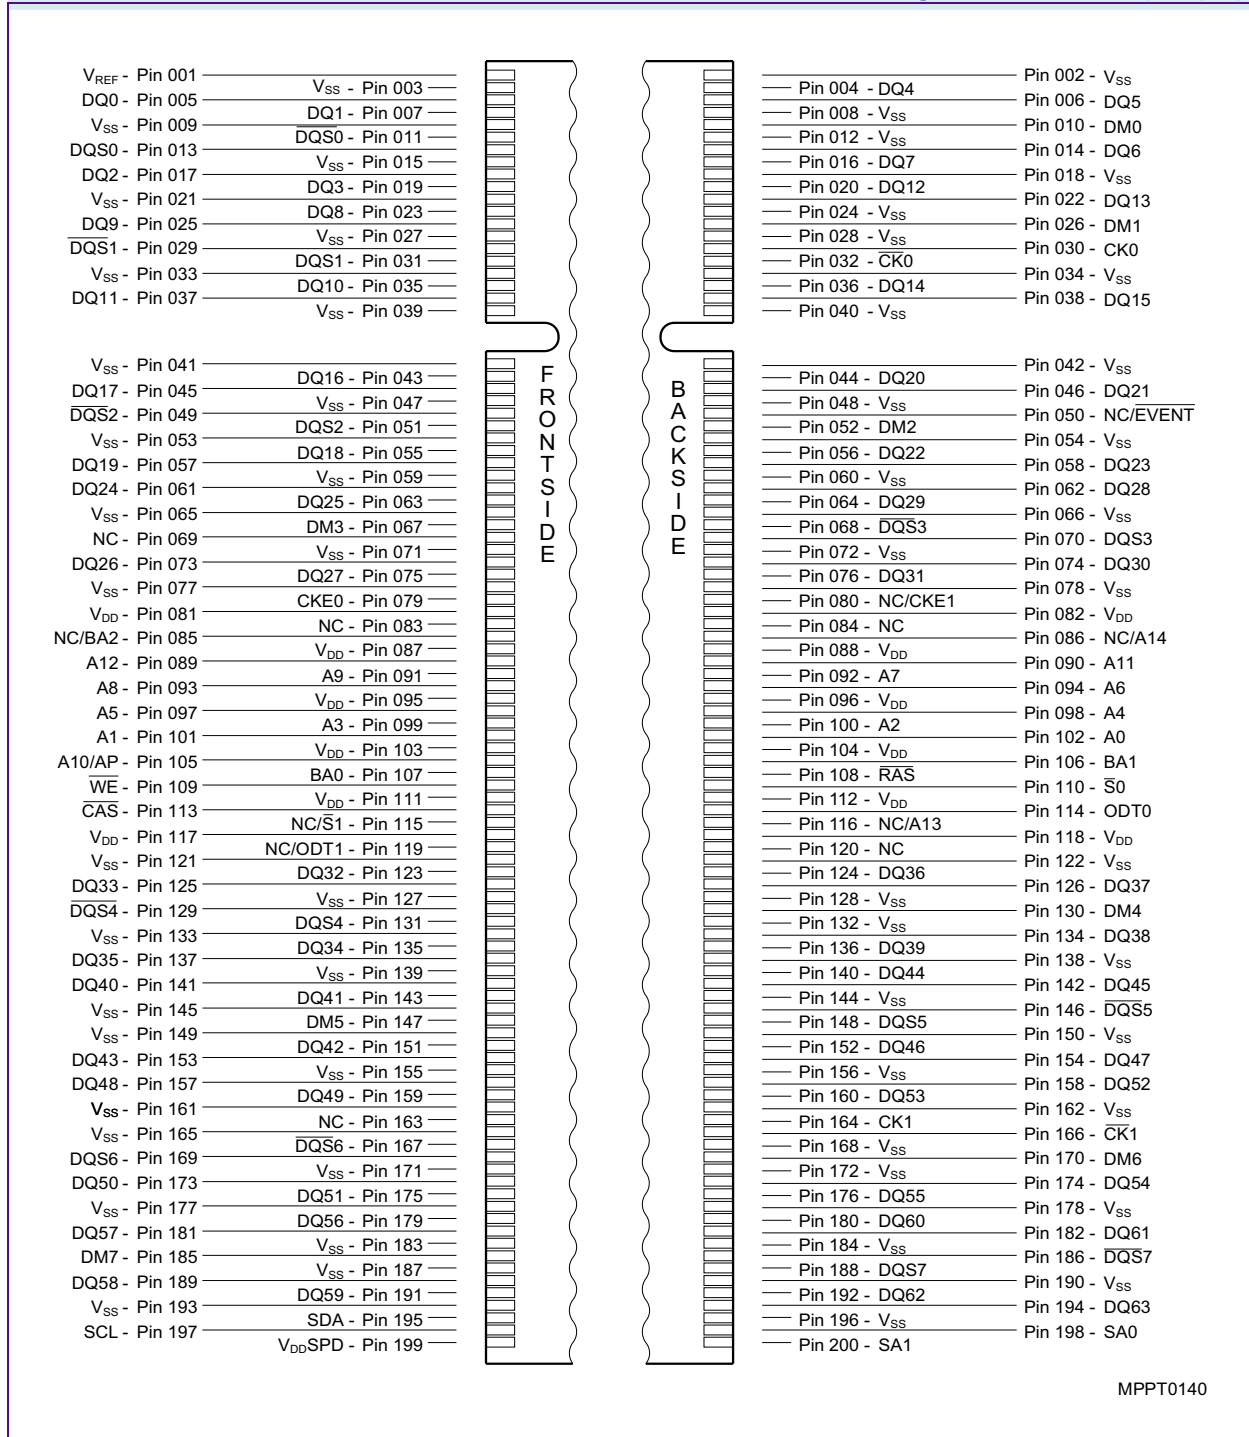 VREF - Pin 001
DQ0 - Pin 005
VSS - Pin 009
DQS0 - Pin 013
DQ2 - Pin 017
VSS - Pin 021
DQ9 - Pin 025
D̅Q̅S̅1 - Pin 029
VSS - Pin 033
DQ11 - Pin 037
VSS - Pin 041
DQ17 - Pin 045
D̅Q̅S̅2 - Pin 049
VSS - Pin 053
DQ19 - Pin 057
DQ24 - Pin 061
VSS - Pin 065
NC - Pin 069
DQ26 - Pin 073
VSS - Pin 077
VDD - Pin 081
NC/BA2 - Pin 085
A12 - Pin 089
A8 - Pin 093
A5 - Pin 097
A1 - Pin 101
A10/AP - Pin 105
W̅E̅ - Pin 109
C̅A̅S̅ - Pin 113
VDD - Pin 117
VSS - Pin 121
DQ33 - Pin 125
D̅Q̅S̅4̅ - Pin 129
VSS - Pin 133
DQ35 - Pin 137
DQ40 - Pin 141
VSS - Pin 145
VSS - Pin 149
DQ43 - Pin 153
DQ48 - Pin 157
VSS - Pin 161
VSS - Pin 165
DQS6 - Pin 169
DQ50 - Pin 173
VSS - Pin 177
DQ57 - Pin 181
DM7 - Pin 185
DQ58 - Pin 189
VSS - Pin 193
SCL - Pin 197
VSS - Pin 003
DQ1 - Pin 007
D̅Q̅S̅0 - Pin 011
VSS - Pin 015
DQ3 - Pin 019
DQ8 - Pin 023
VSS - Pin 027
DQS1 - Pin 031
DQ10 - Pin 035
VSS - Pin 039
DQ16 - Pin 043
VSS - Pin 047
DQS2 - Pin 051
DQ18 - Pin 055
VSS - Pin 059
DQ25 - Pin 063
DM3 - Pin 067
VSS - Pin 071
DQ27 - Pin 075
CKE0 - Pin 079
NC - Pin 083
VDD - Pin 087
A9 - Pin 091
VDD - Pin 095
A3 - Pin 099
VDD - Pin 103
BA0 - Pin 107
VDD - Pin 111
NC/S̅1 - Pin 115
NC/ODT1 - Pin 119
DQ32 - Pin 123
VSS - Pin 127
DQS4 - Pin 131
DQ34 - Pin 135
VSS - Pin 139
DQ41 - Pin 143
DM5 - Pin 147
DQ42 - Pin 151
VSS - Pin 155
DQ49 - Pin 159
NC - Pin 163
D̅Q̅S̅6 - Pin 167
VSS - Pin 171
DQ51 - Pin 175
DQ56 - Pin 179
VSS - Pin 183
VSS - Pin 187
DQ59 - Pin 191
SDA - Pin 195
VDDSPD - Pin 199
FRONTSIDE
BACKSIDE
Pin 004 - DQ4
Pin 008 - VSS
Pin 012 - VSS
Pin 016 - DQ7
Pin 020 - DQ12
Pin 024 - VSS
Pin 028 - VSS
Pin 032 - C̅K̅0
Pin 036 - DQ14
Pin 040 - VSS
Pin 044 - DQ20
Pin 048 - VSS
Pin 052 - DM2
Pin 056 - DQ22
Pin 060 - VSS
Pin 064 - DQ29
Pin 068 - D̅Q̅S̅3
Pin 072 - VSS
Pin 076 - DQ31
Pin 080 - NC/CKE1
Pin 084 - NC
Pin 088 - VDD
Pin 092 - A7
Pin 096 - VDD
Pin 100 - A2
Pin 104 - VDD
Pin 108 - R̅A̅S̅
Pin 112 - VDD
Pin 116 - NC/A13
Pin 120 - NC
Pin 124 - DQ36
Pin 128 - VSS
Pin 132 - VSS
Pin 136 - DQ39
Pin 140 - DQ44
Pin 144 - VSS
Pin 148 - DQS5
Pin 152 - DQ46
Pin 156 - VSS
Pin 160 - DQ53
Pin 164 - CK1
Pin 168 - VSS
Pin 172 - VSS
Pin 176 - DQ55
Pin 180 - DQ60
Pin 184 - VSS
Pin 188 - DQS7
Pin 192 - DQ62
Pin 196 - VSS
Pin 200 - SA1
Pin 002 - VSS
Pin 006 - DQ5
Pin 010 - DM0
Pin 014 - DQ6
Pin 018 - VSS
Pin 022 - DQ13
Pin 026 - DM1
Pin 030 - CK0
Pin 034 - VSS
Pin 038 - DQ15
Pin 042 - VSS
Pin 046 - DQ21
Pin 050 - NC/E̅V̅E̅N̅T̅
Pin 054 - VSS
Pin 058 - DQ23
Pin 062 - DQ28
Pin 066 - VSS
Pin 070 - DQS3
Pin 074 - DQ30
Pin 078 - VSS
Pin 082 - VDD
Pin 086 - NC/A14
Pin 090 - A11
Pin 094 - A6
Pin 098 - A4
Pin 102 - A0
Pin 106 - BA1
Pin 110 - S̅0
Pin 114 - ODT0
Pin 118 - VDD
Pin 122 - VSS
Pin 126 - DQ37
Pin 130 - DM4
Pin 134 - DQ38
Pin 138 - VSS
Pin 142 - DQ45
Pin 146 - D̅Q̅S̅5
Pin 150 - VSS
Pin 154 - DQ47
Pin 158 - DQ52
Pin 162 - VSS
Pin 166 - C̅K̅1
Pin 170 - DM6
Pin 174 - DQ54
Pin 178 - VSS
Pin 182 - DQ61
Pin 186 - D̅Q̅S̅7
Pin 190 - VSS
Pin 194 - DQ63
Pin 198 - SA0
MPPT0140